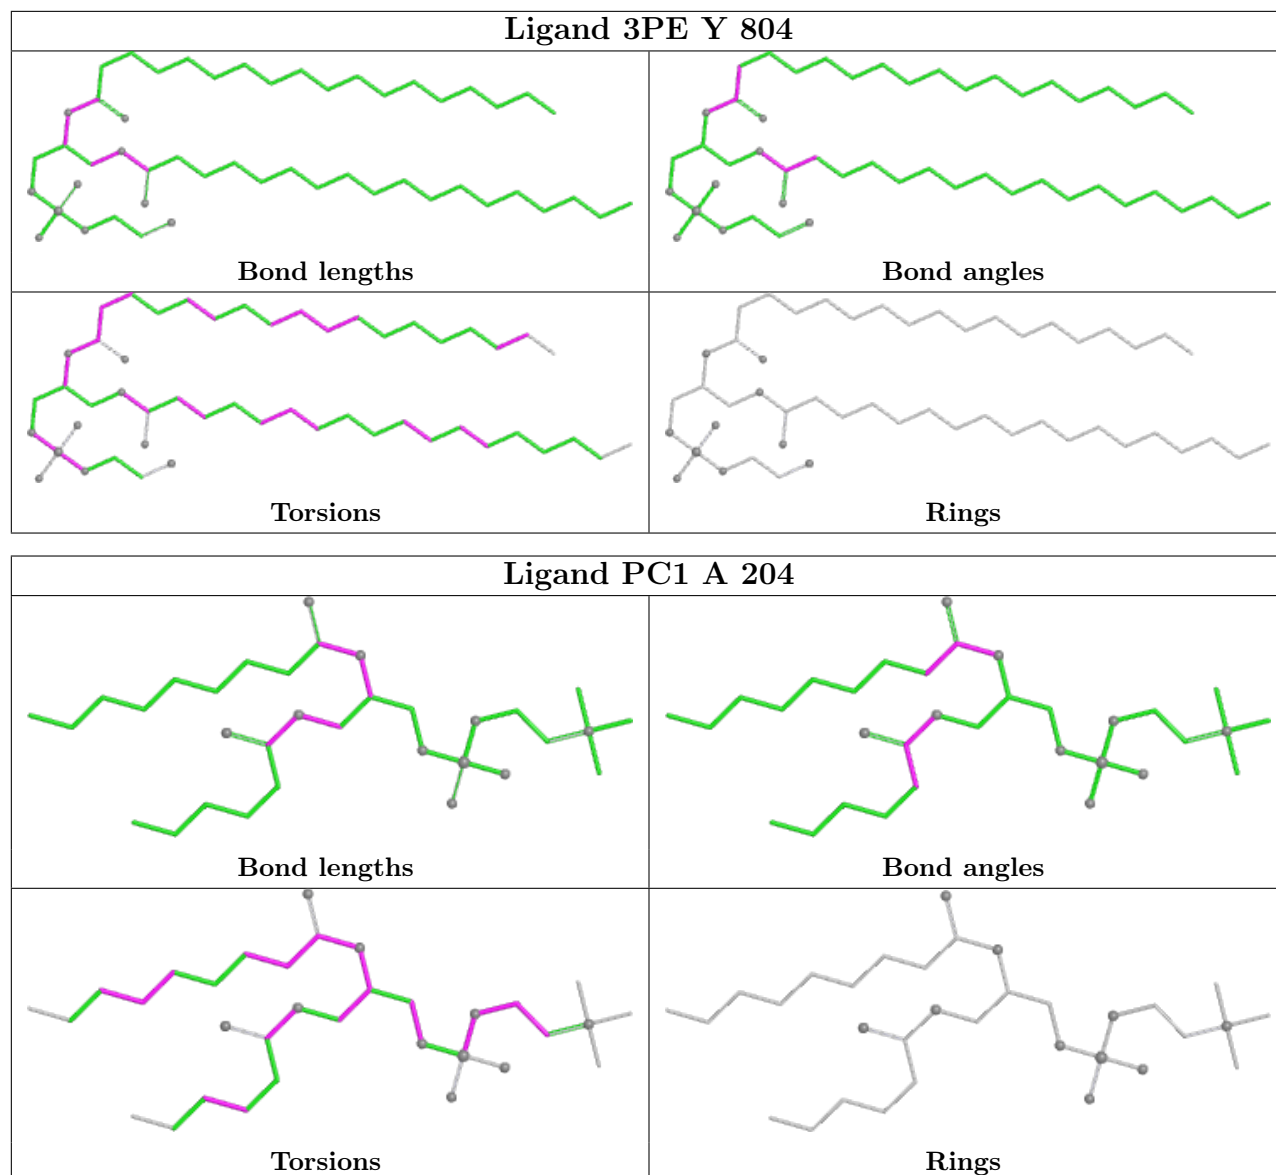 Ligand 3PE Y 804
Bond lengths
Bond angles
Torsions
Rings
Ligand PC1 A 204
Bond lengths
Bond angles
Torsions
Rings